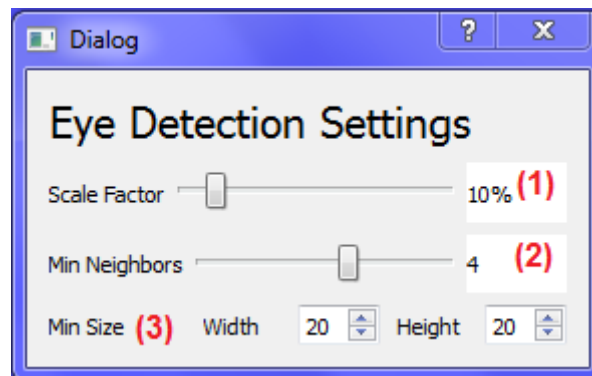 Dialog ? X
Eye Detection Settings
Scale Factor 10% (1)
Min Neighbors 4 (2)
Min Size (3) Width 20 Height 20